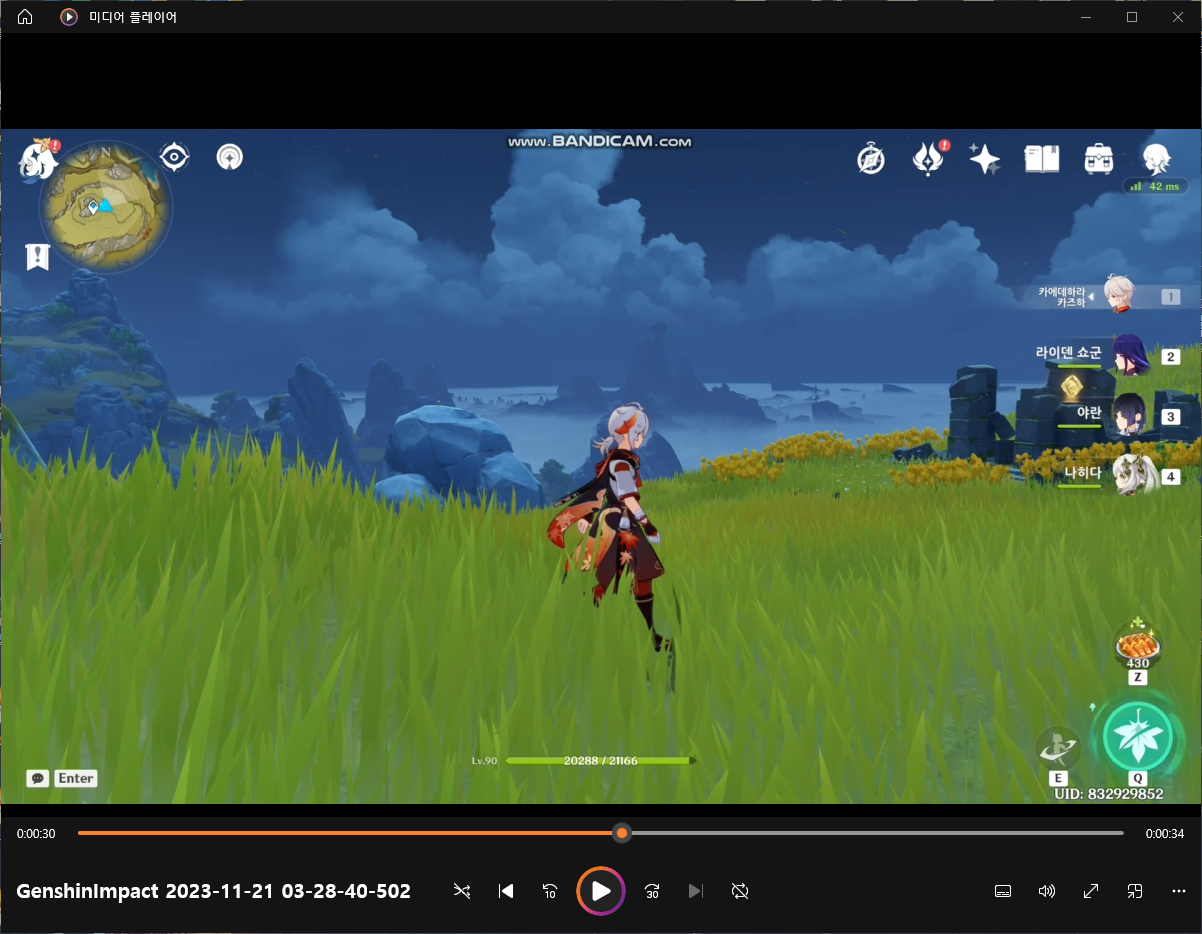 미디어 플레이어
www.BANDICAM.com
N
42 ms
카에데하라
카즈하
1
라이덴 쇼군
2
야란
3
나히다
4
430
Z
Lv.90
20288 / 21166
Enter
E
Q
UID: 832929852
0:00:30
0:00:34
GenshinImpact 2023-11-21 03-28-40-502
10
30